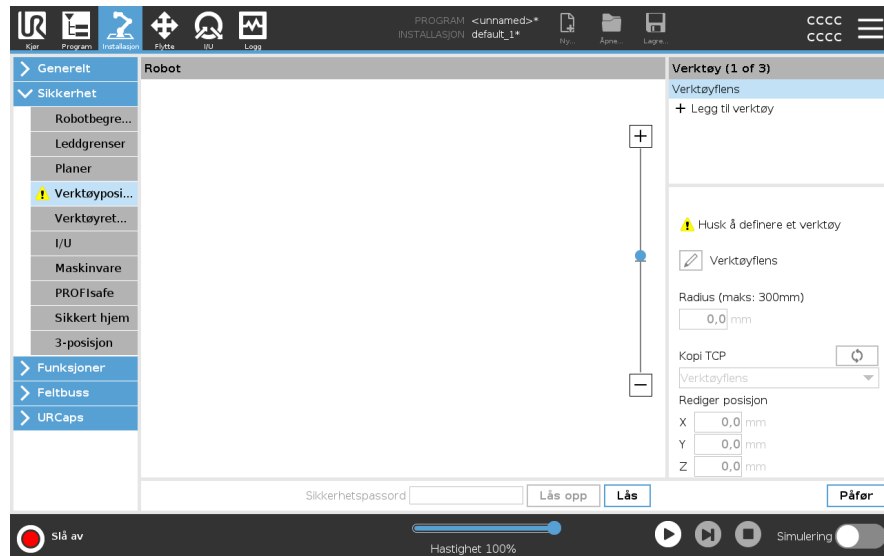 PROGRAM <unnamed>*
INSTALLASJON default_1*
Kjør Program Installasjon Flytte I/U Logg
Ny... Åpne... Lagre...
CCCC
CCCC
Generelt
Sikkerhet
Robotbegre...
Leddgrenser
Planer
Verktøyposi...
Verktøyret...
I/U
Maskinvare
PROFIsafe
Sikkert hjem
3-posisjon
Funksjoner
Feltbuss
URCaps
Robot
Verktøy (1 of 3)
Verktøyflens
+ Legg til verktøy
Husk å definere et verktøy
Verktøyflens
Radius (maks: 300mm)
0,0 mm
Kopi TCP
Verktøyflens
Rediger posisjon
X 0,0 mm
Y 0,0 mm
Z 0,0 mm
Sikkerhetspassord Lås opp Lås Påfør
Slå av
Hastighet 100%
Simulering